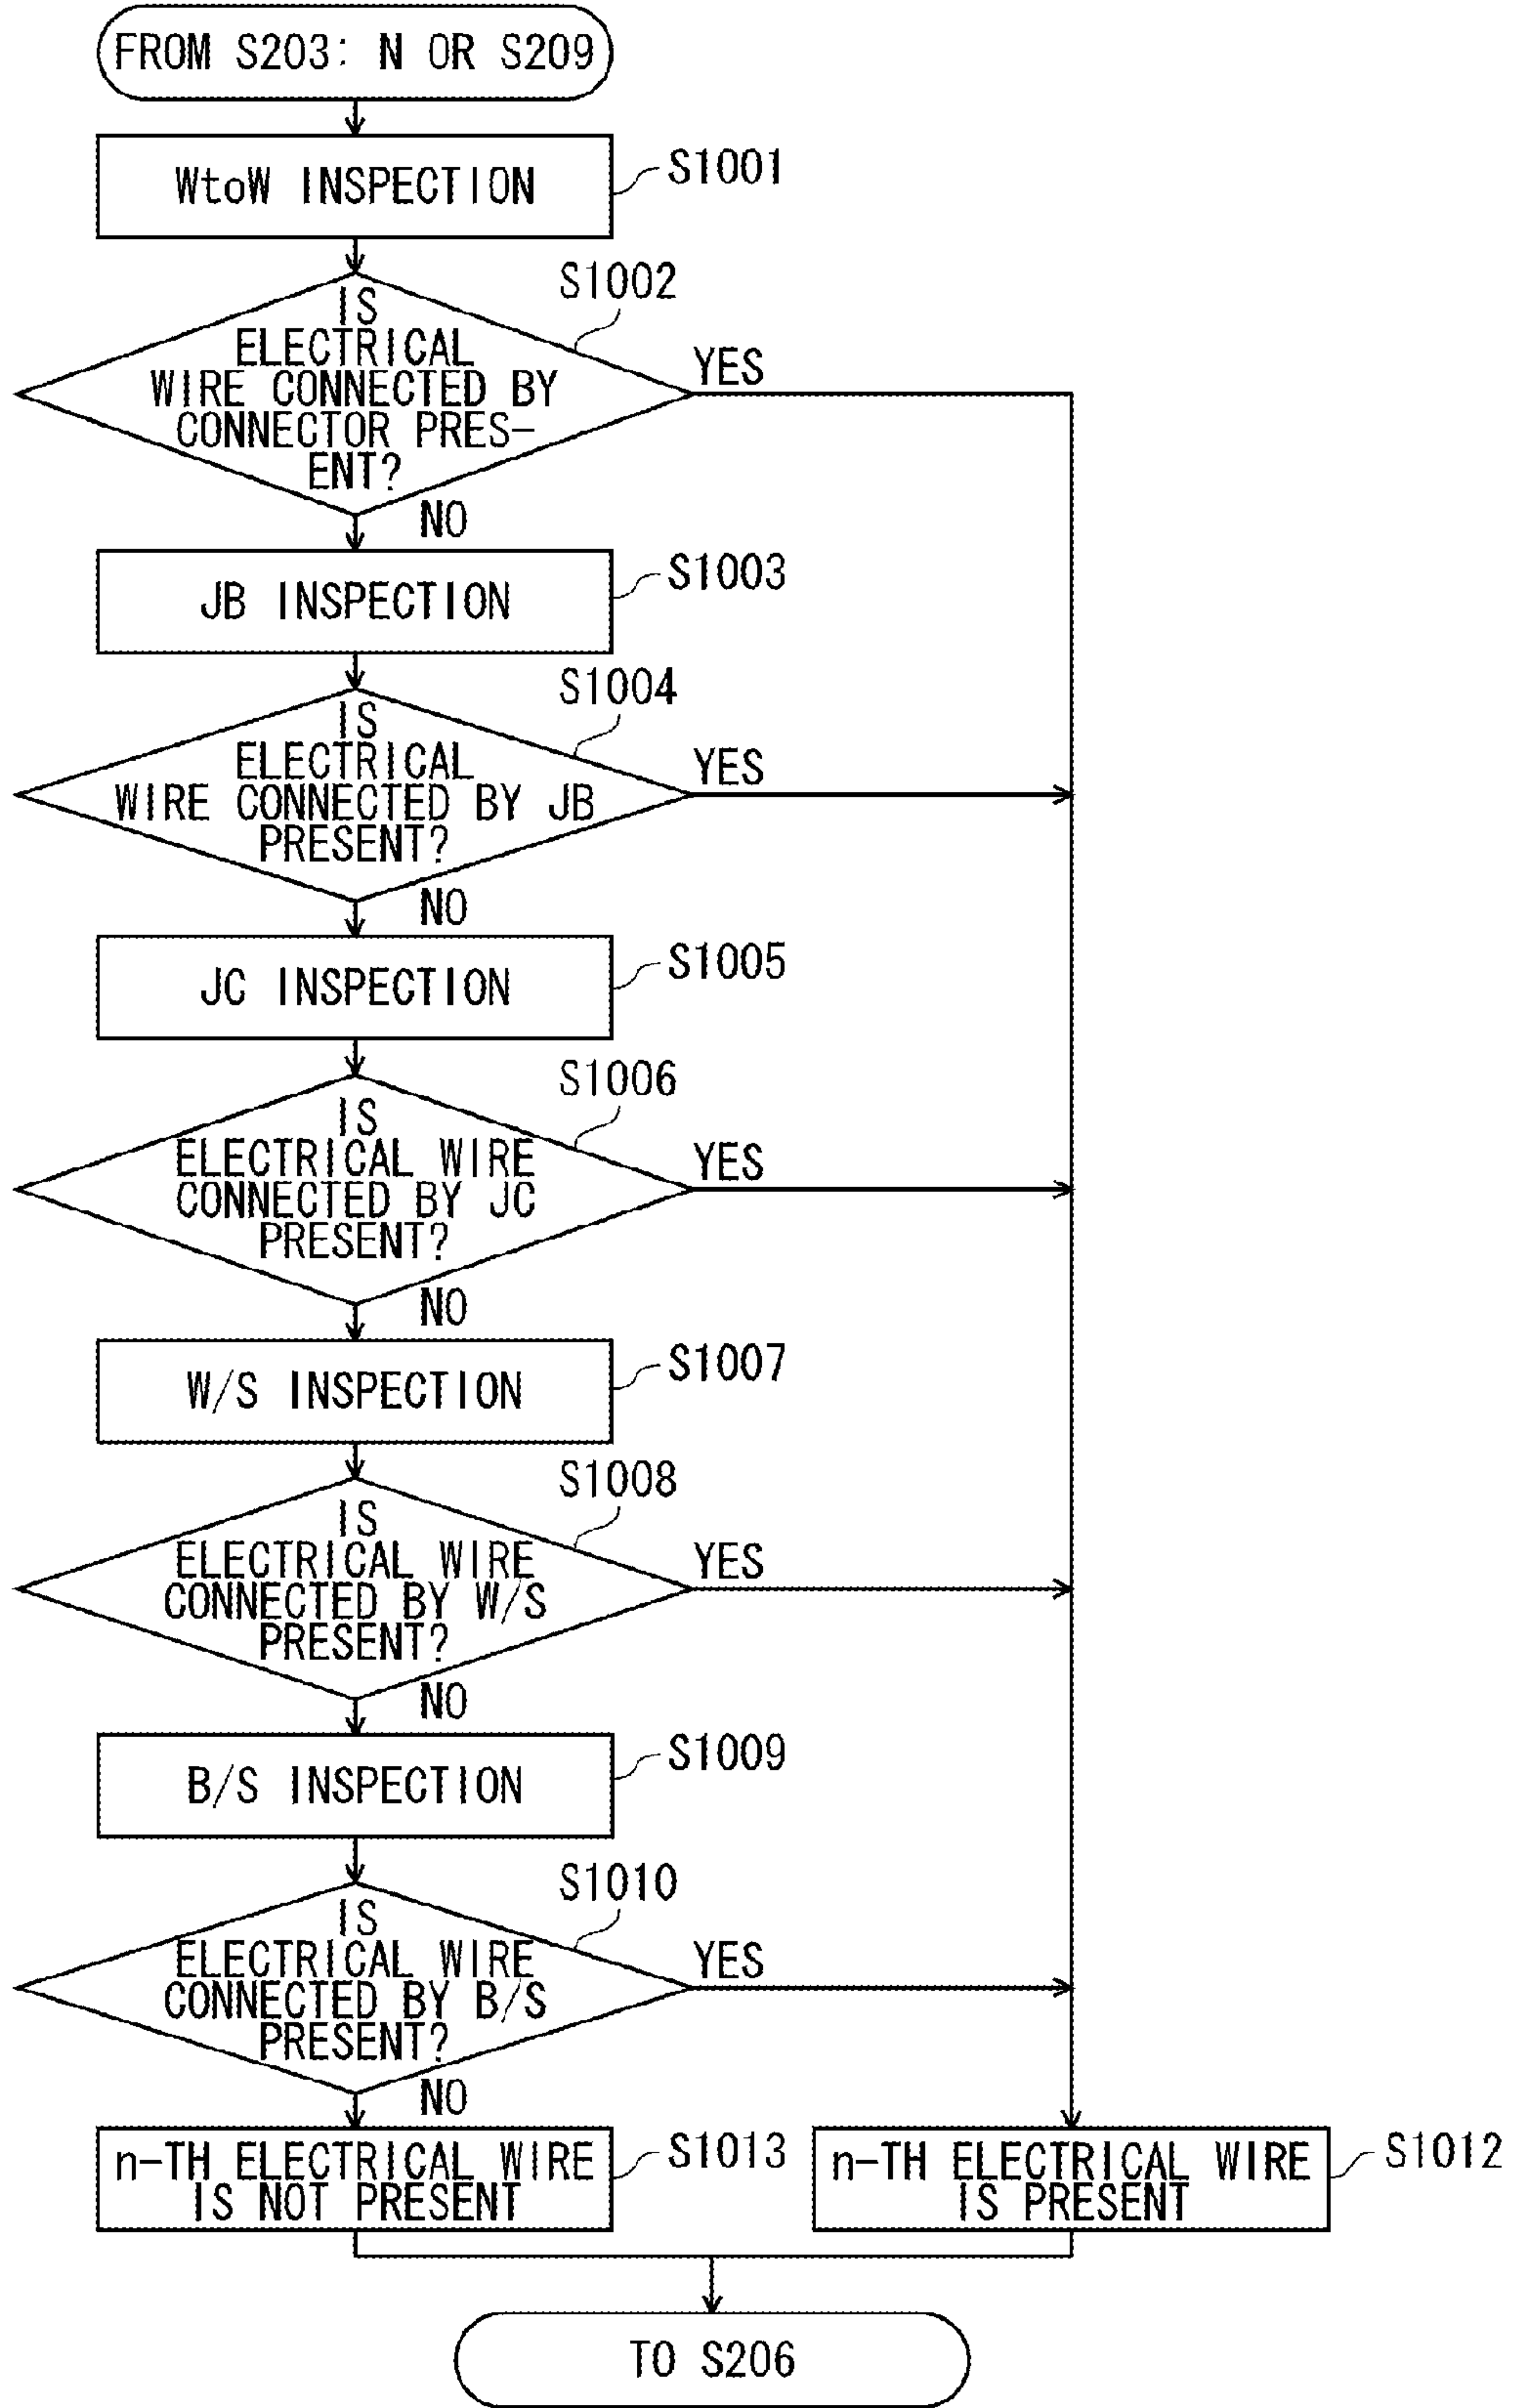 FROM S203: N OR S209
WtoW INSPECTION
S1001
S1002
IS
ELECTRICAL
WIRE CONNECTED BY
CONNECTOR PRES-
ENT?
YES
NO
JB INSPECTION
S1003
S1004
IS
ELECTRICAL
WIRE CONNECTED BY JB
PRESENT?
YES
NO
JC INSPECTION
S1005
S1006
IS
ELECTRICAL WIRE
CONNECTED BY JC
PRESENT?
YES
NO
W/S INSPECTION
S1007
S1008
IS
ELECTRICAL WIRE
CONNECTED BY W/S
PRESENT?
YES
NO
B/S INSPECTION
S1009
S1010
IS
ELECTRICAL WIRE
CONNECTED BY B/S
PRESENT?
YES
NO
n-TH ELECTRICAL WIRE
IS NOT PRESENT
S1013
n-TH ELECTRICAL WIRE
IS PRESENT
S1012
TO S206